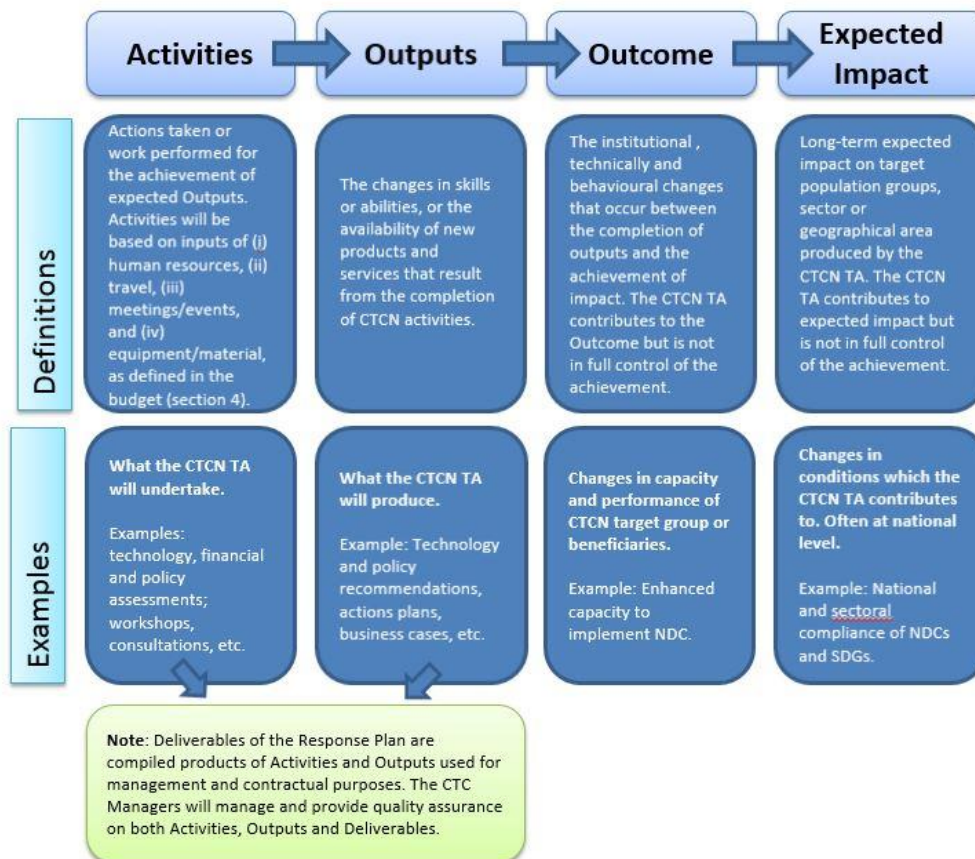 Activities
Outputs
Outcome
Expected
Impact
Definitions
Actions taken or
work performed for
the achievement of
expected Outputs.
Activities will be
based on inputs of (i)
human resources, (ii)
travel, (iii)
meetings/events,
and (iv)
equipment/material,
as defined in the
budget (section 4).
The changes in skills
or abilities, or the
availability of new
products and
services that result
from the completion
of CTCN activities.
The institutional ,
technically and
behavioural changes
that occur between
the completion of
outputs and the
achievement of
impact. The CTCN TA
contributes to the
Outcome but is not
in full control of the
achievement.
Long-term expected
impact on target
population groups,
sector or
geographical area
produced by the
CTCN TA. The CTCN
TA contributes to
expected impact but
is not in full control
of the achievement.
Examples
What the CTCN TA
will undertake.
Examples:
technology, financial
and policy
assessments;
workshops,
consultations, etc.
What the CTCN TA
will produce.
Example: Technology
and policy
recommendations,
actions plans,
business cases, etc.
Changes in capacity
and performance of
CTCN target group or
beneficiaries.
Example: Enhanced
capacity to
implement NDC.
Changes in
conditions which the
CTCN TA contributes
to. Often at national
level.
Example: National
and sectoral
compliance of NDCs
and SDGs.
Note: Deliverables of the Response Plan are
compiled products of Activities and Outputs used for
management and contractual purposes. The CTC
Managers will manage and provide quality assurance
on both Activities, Outputs and Deliverables.